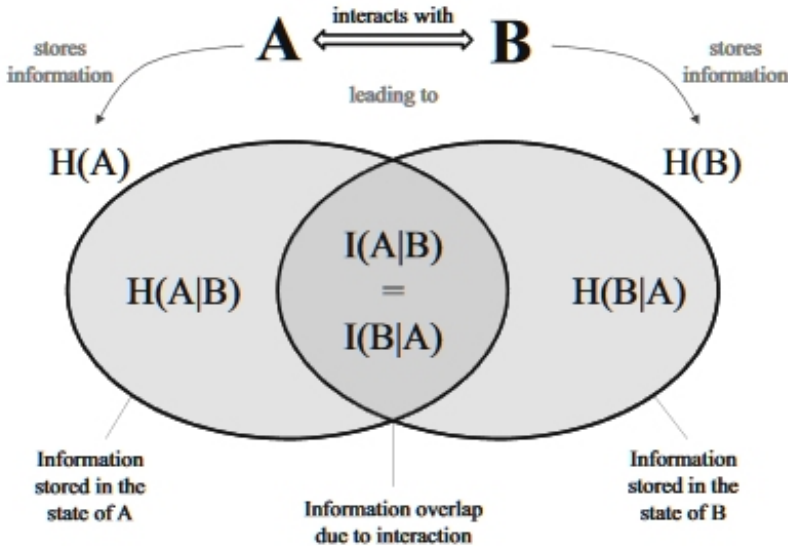 interacts with
A
B
stores
information
stores
information
leading to
H(A)
H(B)
I(A|B)
H(A|B)
=
H(B|A)
I(B|A)
Information
stored in the
state of A
Information overlap
due to interaction
Information
stored in the
state of B